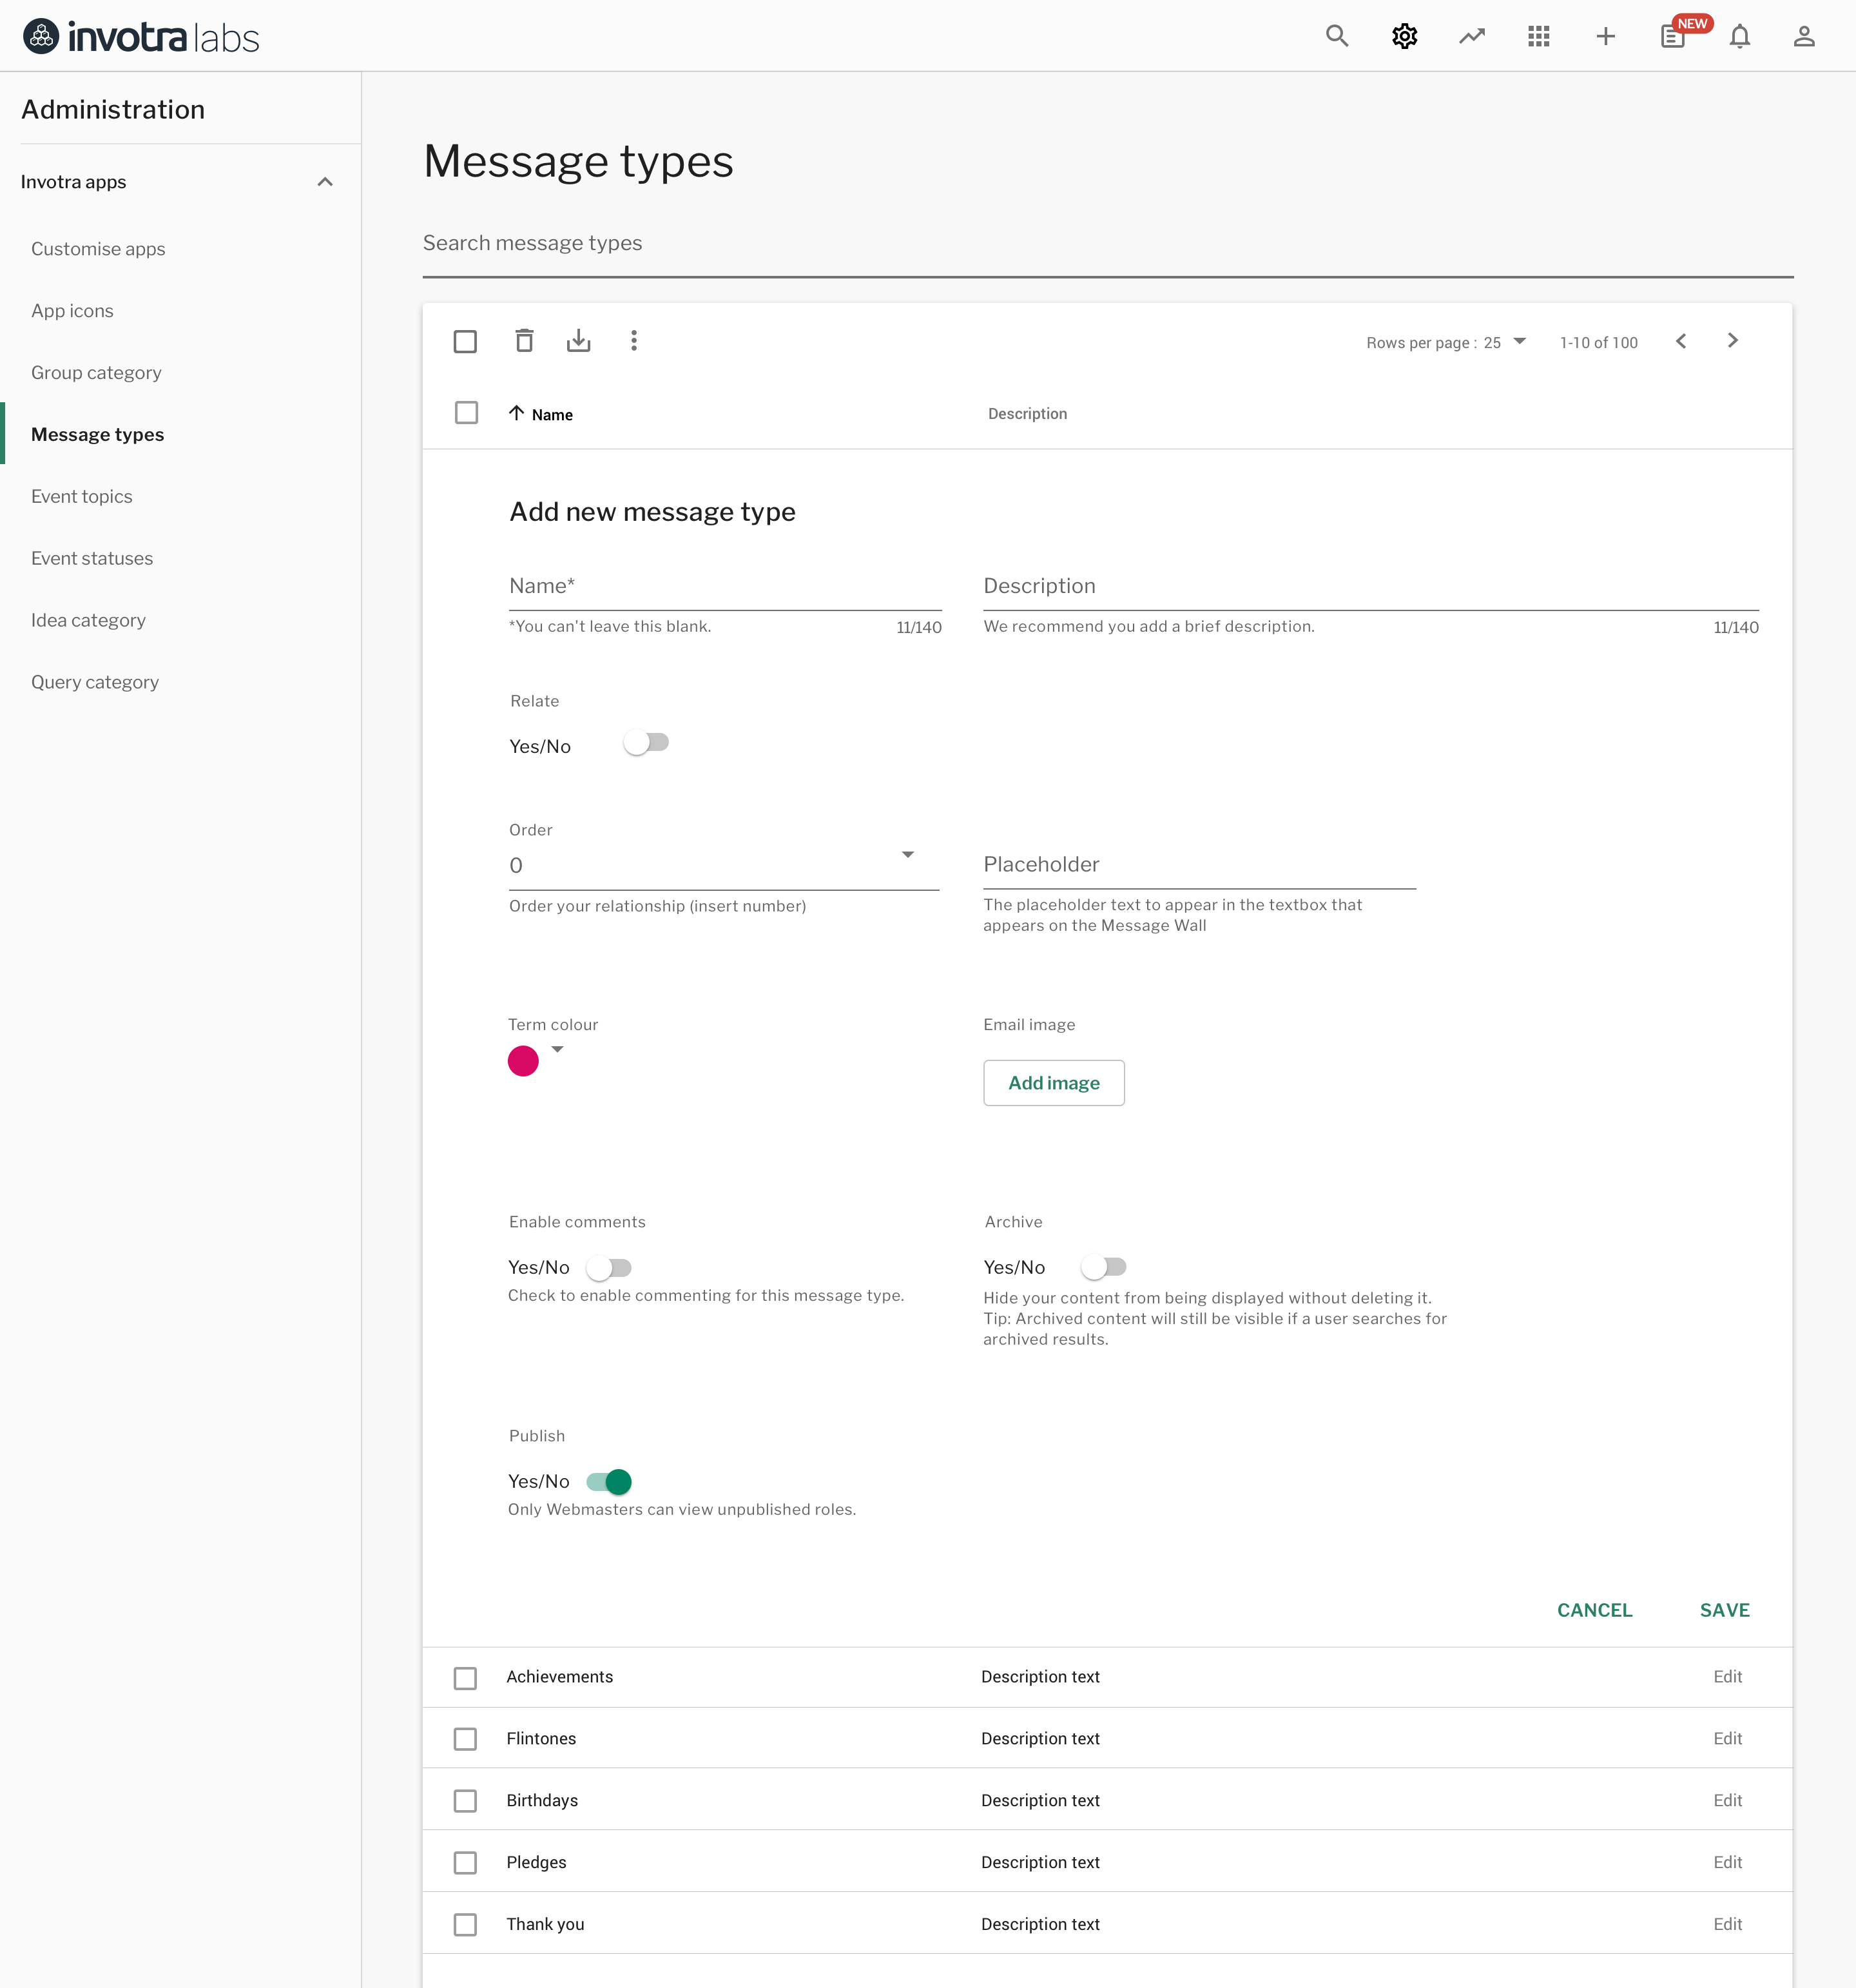 invotra labs
NEW
Administration
Invotra apps
Customise apps
App icons
Group category
Message types
Event topics
Event statuses
Idea category
Query category
Message types
Search message types
Rows per page : 25
1-10 of 100
Name
Description
Add new message type
Name*
Description
*You can't leave this blank.
11/140
We recommend you add a brief description.
11/140
Relate
Yes/No
Order
0
Placeholder
Order your relationship (insert number)
The placeholder text to appear in the textbox that
appears on the Message Wall
Term colour
Email image
Add image
Enable comments
Archive
Yes/No
Yes/No
Check to enable commenting for this message type.
Hide your content from being displayed without deleting it.
Tip: Archived content will still be visible if a user searches for
archived results.
Publish
Yes/No
Only Webmasters can view unpublished roles.
CANCEL
SAVE
Achievements
Description text
Edit
Flintones
Description text
Edit
Birthdays
Description text
Edit
Pledges
Description text
Edit
Thank you
Description text
Edit